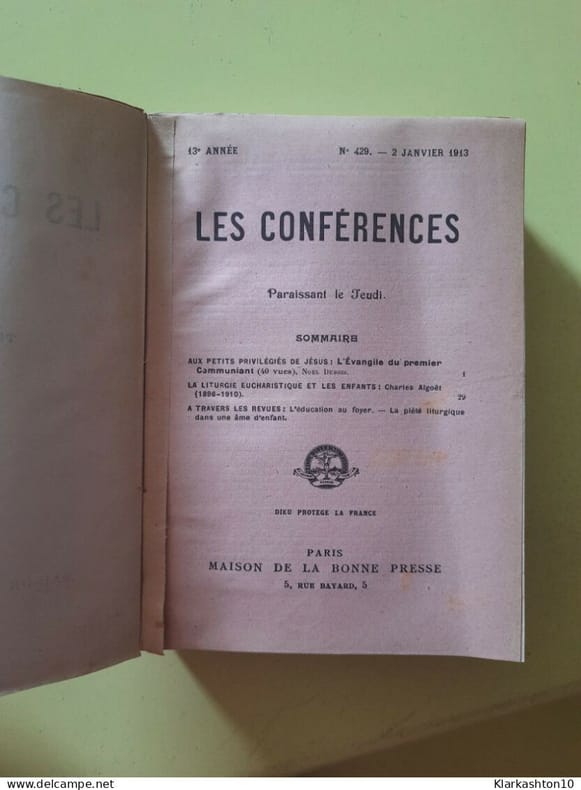 13e ANNÉE
No 429. — 2 JANVIER 1913
LES CONFÉRENCES
Paraissant le Jeudi.
SOMMAIRE
AUX PETITS PRIVILÉGIÉS DE JÉSUS : L'Évangile du premier
Communiant (40 vues), NOEL DUBOIS. 1
LA LITURGIE EUCHARISTIQUE ET LES ENFANTS : Charles Algoët
(1896-1910). 29
A TRAVERS LES REVUES : L'éducation au foyer. — La piété liturgique
dans une âme d'enfant.
DIEU PROTEGE LA FRANCE
PARIS
MAISON DE LA BONNE PRESSE
5, RUE BAYARD, 5
www.delcampe.net
Klarkashton10